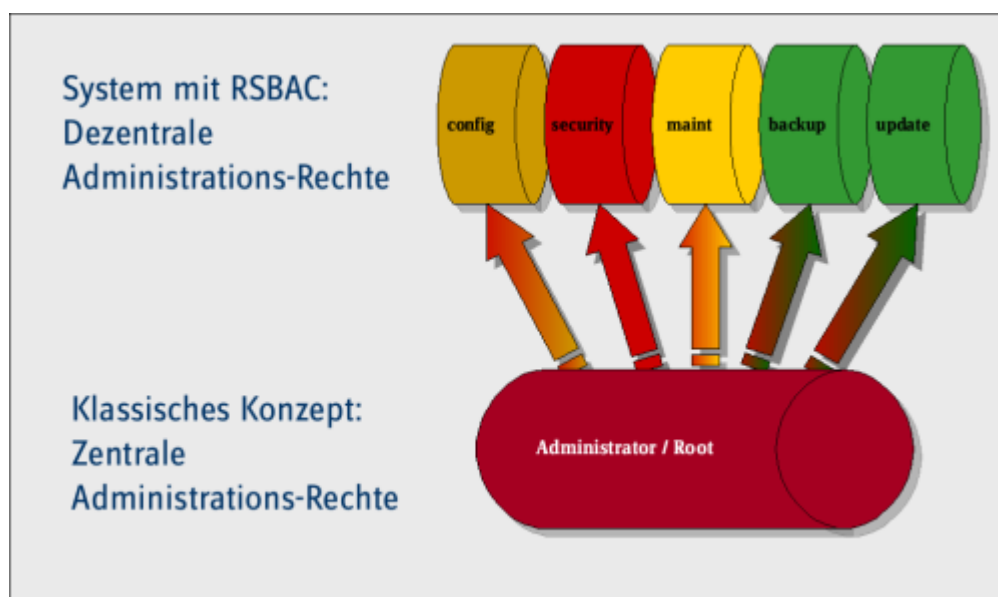 System mit RSBAC:
Dezentrale
Administrations-Rechte
config
security
maint
backup
update
Klassisches Konzept:
Zentrale
Administrations-Rechte
Administrator / Root